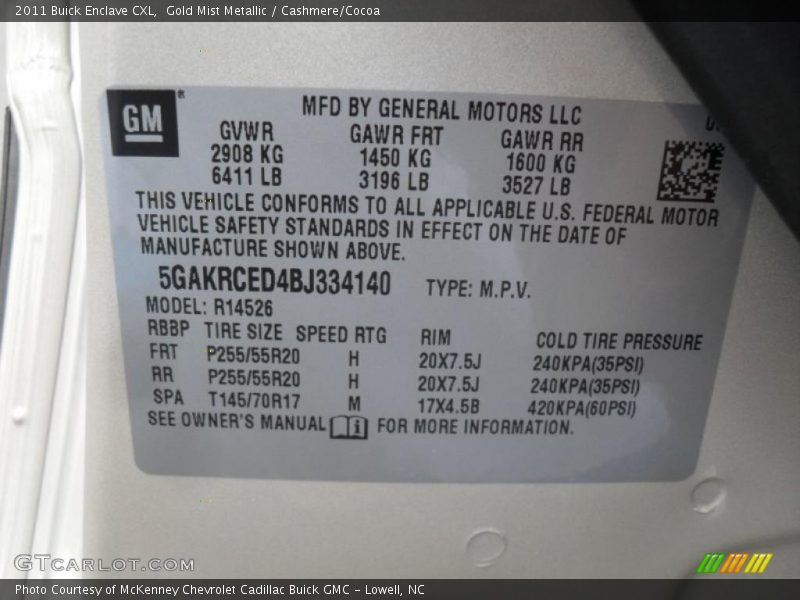 2011 Buick Enclave CXL, Gold Mist Metallic / Cashmere/Cocoa
GM
MFD BY GENERAL MOTORS LLC
GVWR GAWR FRT GAWR RR
2908 KG 1450 KG 1600 KG
6411 LB 3196 LB 3527 LB
THIS VEHICLE CONFORMS TO ALL APPLICABLE U.S. FEDERAL MOTOR
VEHICLE SAFETY STANDARDS IN EFFECT ON THE DATE OF
MANUFACTURE SHOWN ABOVE.
5GAKRCED4BJ334140 TYPE: M.P.V.
MODEL: R14526
RBBP TIRE SIZE SPEED RTG RIM COLD TIRE PRESSURE
FRT P255/55R20 H 20X7.5J 240KPA(35PSI)
RR P255/55R20 H 20X7.5J 240KPA(35PSI)
SPA T145/70R17 M 17X4.5B 420KPA(60PSI)
SEE OWNER'S MANUAL FOR MORE INFORMATION.
GTCARLOT.COM
Photo Courtesy of McKenney Chevrolet Cadillac Buick GMC - Lowell, NC